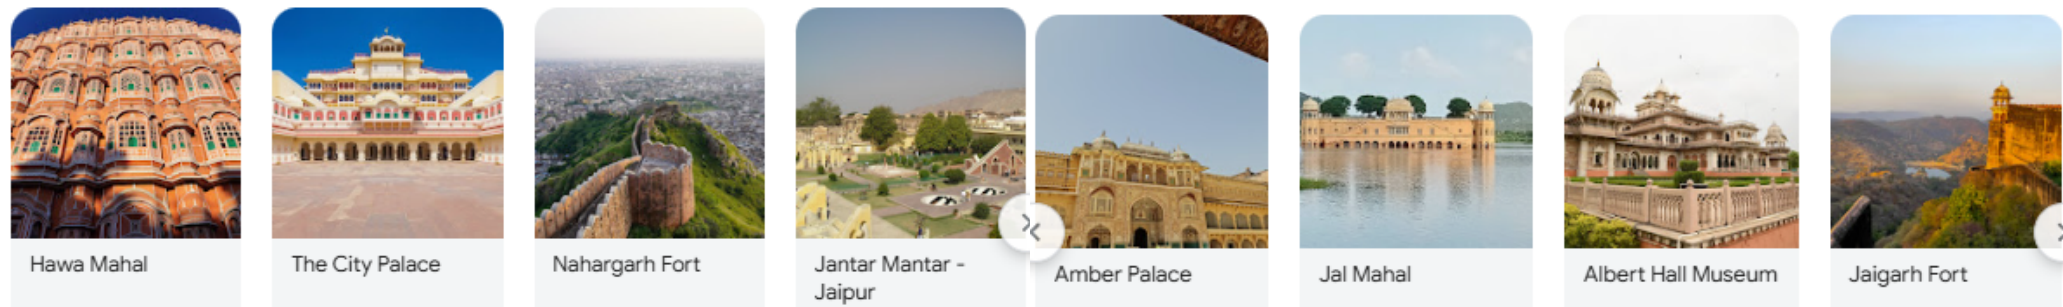 Hawa Mahal
The City Palace
Nahargarh Fort
Jantar Mantar -
Jaipur
Amber Palace
Jal Mahal
Albert Hall Museum
Jaigarh Fort